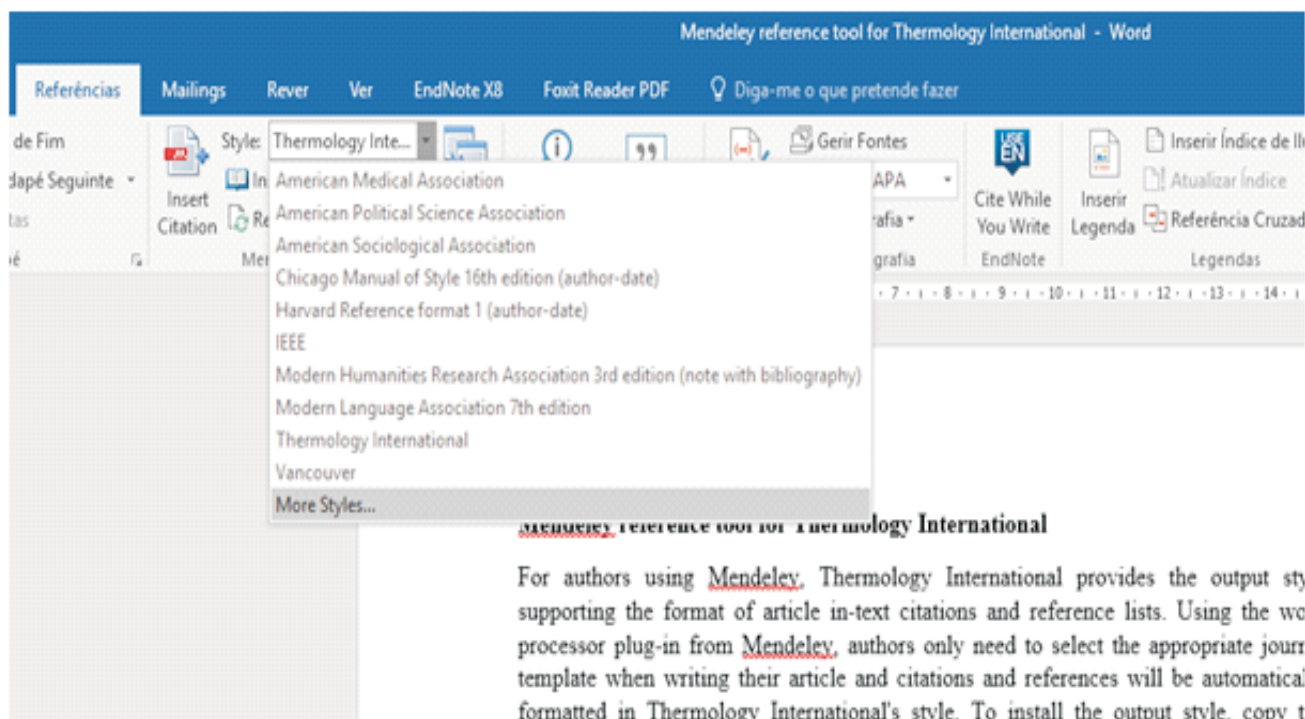 Mendeley reference tool for Thermology International - Word
Referências Mailings Rever Ver EndNote X8 Foxit Reader PDF Diga-me o que pretende fazer
de Fim
dapé Seguinte
Insert
Citation
Style: Thermology Inte...
American Medical Association
American Political Science Association
American Sociological Association
Chicago Manual of Style 16th edition (author-date)
Harvard Reference format 1 (author-date)
IEEE
Modern Humanities Research Association 3rd edition (note with bibliography)
Modern Language Association 7th edition
Thermology International
Vancouver
More Styles...
Gerir Fontes
APA
Cite While
You Write
EndNote
Inserir
Legenda
Inserir Índice de
Atualizar Índice
Referência Cruzad
Legendas
7 8 9 10 11 12 13 14
Mendeley reference tool for Thermology International
For authors using Mendeley, Thermology International provides the output sty
supporting the format of article in-text citations and reference lists. Using the wo
processor plug-in from Mendeley, authors only need to select the appropriate journ
template when writing their article and citations and references will be automatical
formatted in Thermology International's style. To install the output style, copy t